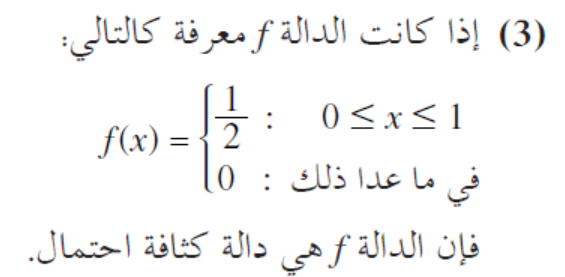 (3) إذا كانت الدالة f معرفة كالتالي:
f(x) = { 1/2 : 0 ≤ x ≤ 1
0 : في ما عدا ذلك
فإن الدالة f هي دالة كثافة احتمال.